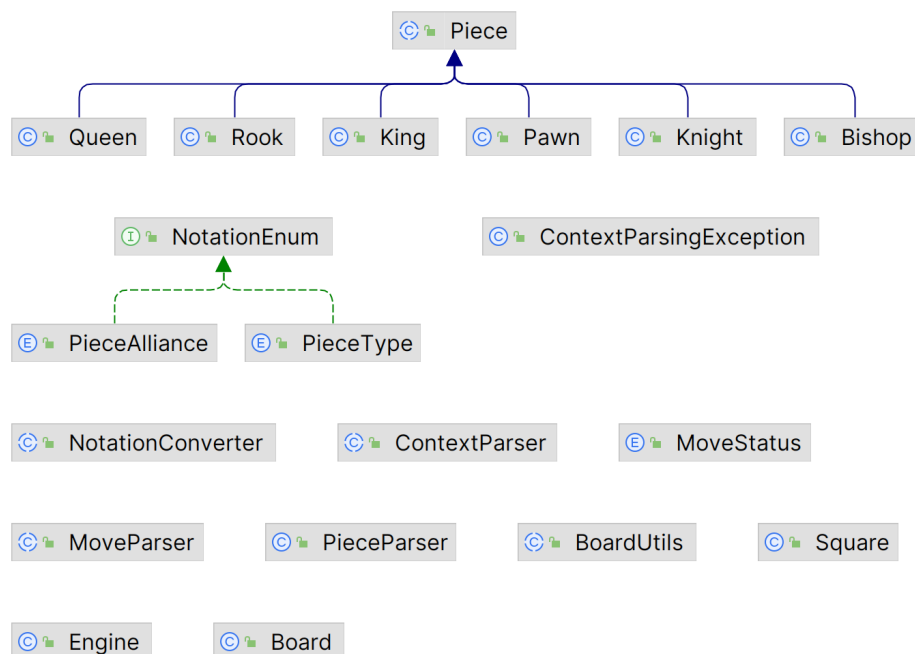 C Piece
C Queen C Rook C King C Pawn C Knight C Bishop
I NotationEnum C ContextParsingException
E PieceAlliance E PieceType
C NotationConverter C ContextParser E MoveStatus
C MoveParser C PieceParser C BoardUtils C Square
C Engine C Board